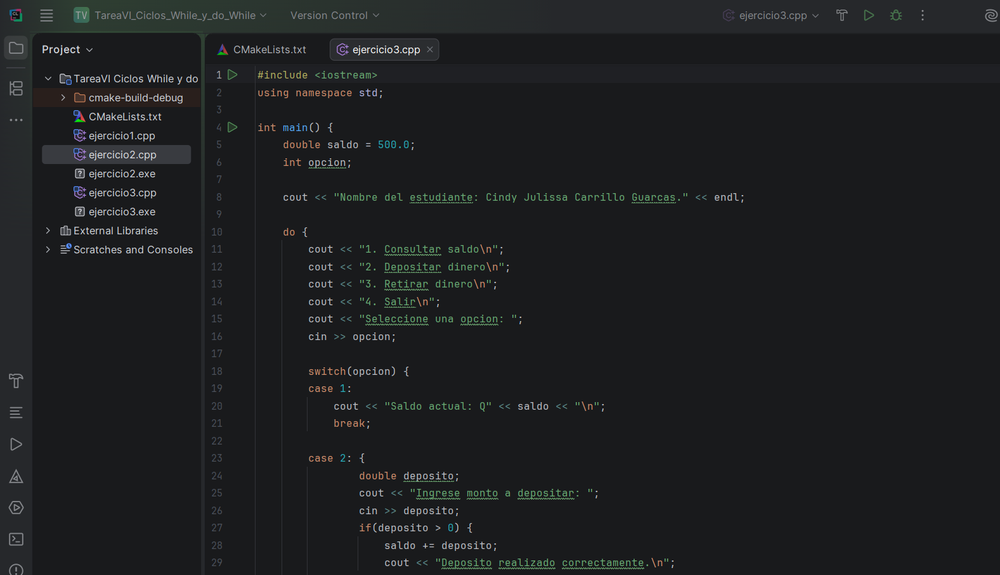 CL
TV TareaVI_Ciclos_While_y_do_While
Version Control
ejercicio3.cpp
Project
TareaVI Ciclos While y do
cmake-build-debug
CMakeLists.txt
ejercicio1.cpp
ejercicio2.cpp
ejercicio2.exe
ejercicio3.cpp
ejercicio3.exe
External Libraries
Scratches and Consoles
CMakeLists.txt
ejercicio3.cpp
1 #include <iostream>
2 using namespace std;
3
4 int main() {
5 double saldo = 500.0;
6 int opcion;
7
8 cout << "Nombre del estudiante: Cindy Julissa Carrillo Guarcas." << endl;
9
10 do {
11 cout << "1. Consultar saldo\n";
12 cout << "2. Depositar dinero\n";
13 cout << "3. Retirar dinero\n";
14 cout << "4. Salir\n";
15 cout << "Seleccione una opcion: ";
16 cin >> opcion;
17
18 switch(opcion) {
19 case 1:
20 cout << "Saldo actual: Q" << saldo << "\n";
21 break;
22
23 case 2: {
24 double deposito;
25 cout << "Ingrese monto a depositar: ";
26 cin >> deposito;
27 if(deposito > 0) {
28 saldo += deposito;
29 cout << "Deposito realizado correctamente.\n";